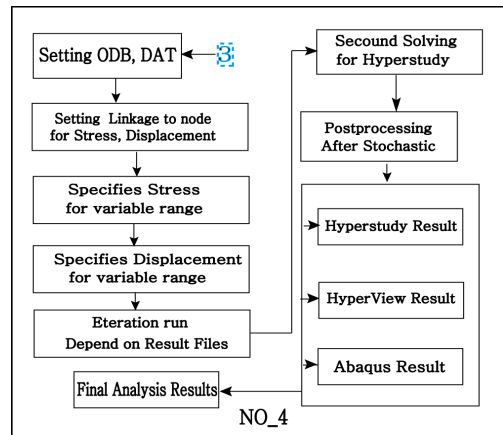 Setting ODB, DAT
3
Setting Linkage to node
for Stress, Displacement
Specifies Stress
for variable range
Specifies Displacement
for variable range
Eteration run
Depend on Result Files
Secound Solving
for Hyperstudy
Postprocessing
After Stochastic
Hyperstudy Result
HyperView Result
Abaqus Result
Final Analysis Results
NO_4